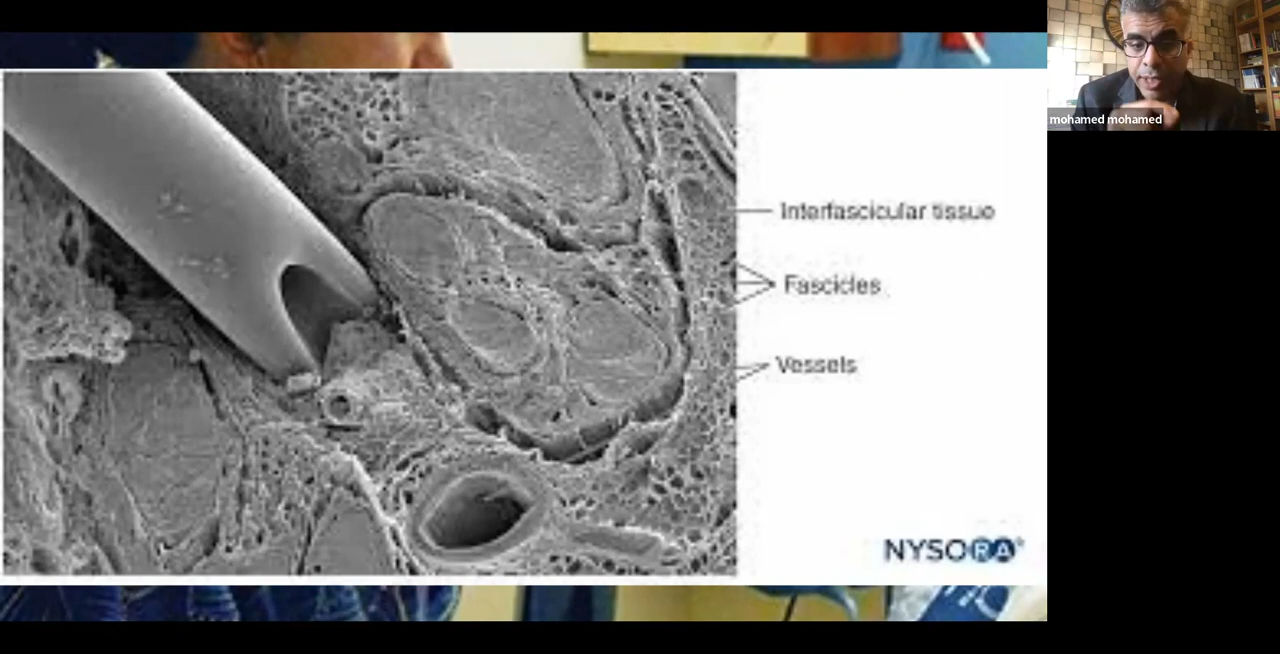 mohamed mohamed
Interfascicular tissue
Fascicles
Vessels
NYSORA®